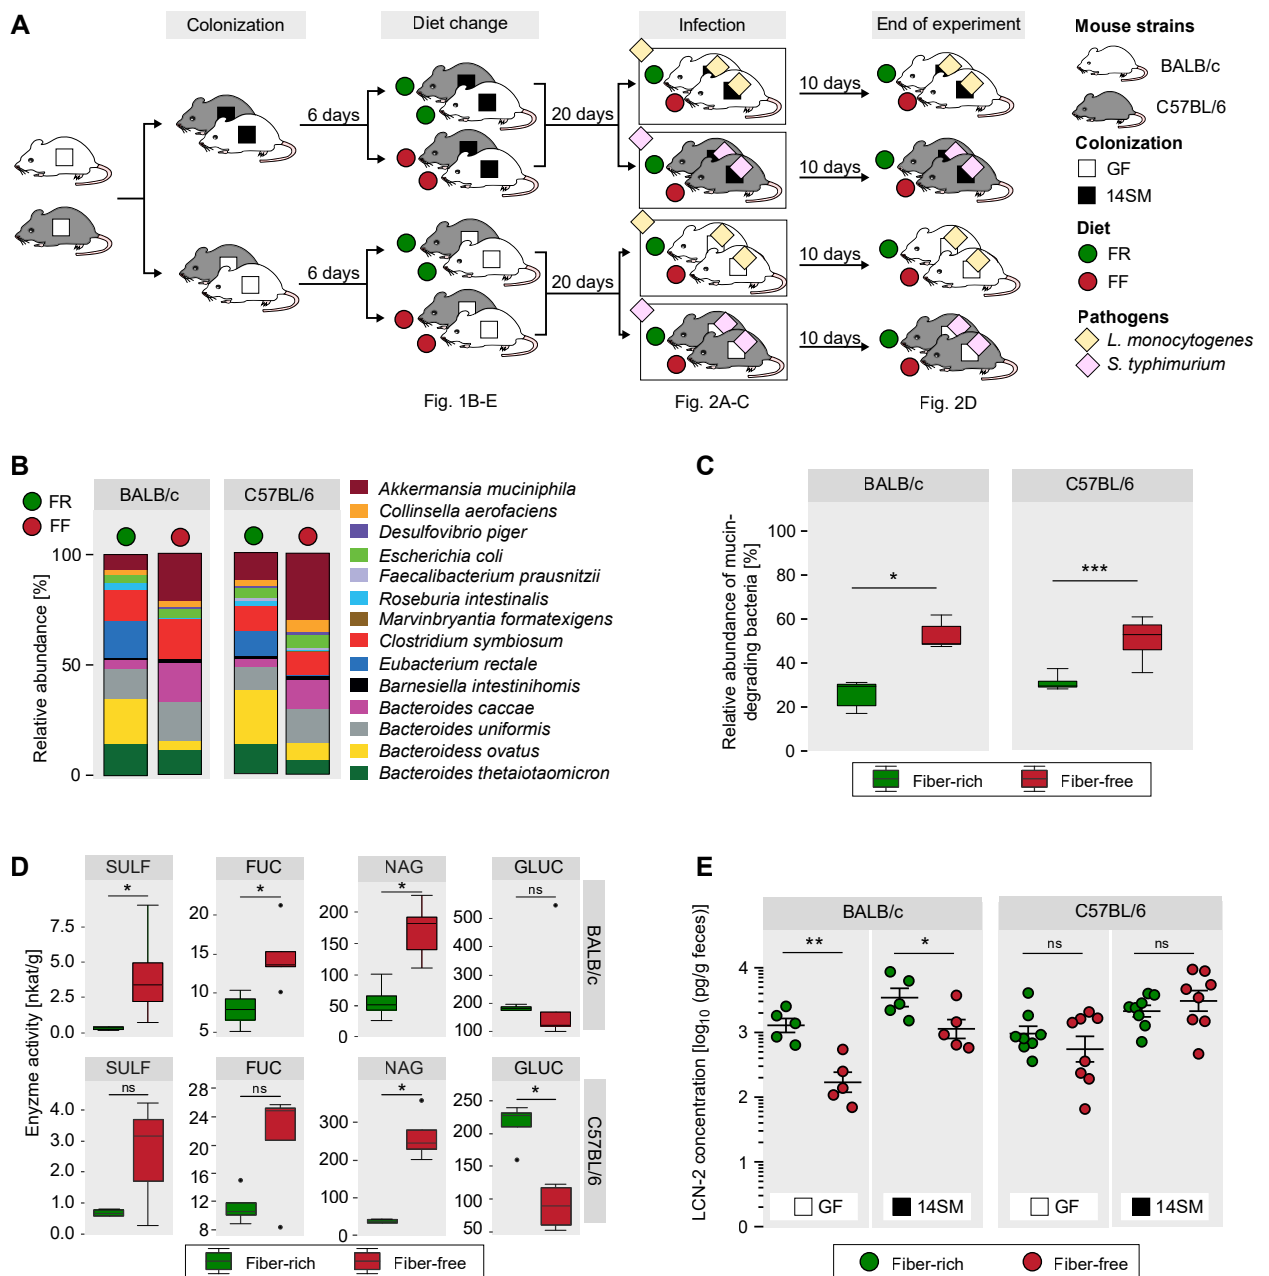 A
Colonization
Diet change
Infection
End of experiment
Mouse strains
BALB/c
C57BL/6
Colonization
GF
14SM
Diet
FR
FF
Pathogens
L. monocytogenes
S. typhimurium
6 days
20 days
10 days
10 days
6 days
20 days
10 days
10 days
Fig. 1B-E
Fig. 2A-C
Fig. 2D
B
FR
FF
BALB/c
C57BL/6
Relative abundance [%]
100
50
0
Akkermansia muciniphila
Collinsella aerofaciens
Desulfovibrio piger
Escherichia coli
Faecalibacterium prausnitzii
Roseburia intestinalis
Marvinbryantia formatexigens
Clostridium symbiosum
Eubacterium rectale
Barnesiella intestinihomis
Bacteroides caccae
Bacteroides uniformis
Bacteroidess ovatus
Bacteroides thetaiotaomicron
C
BALB/c
C57BL/6
Relative abundance of mucin-
degrading bacteria [%]
100
80
60
40
20
0
*
***
Fiber-rich
Fiber-free
D
SULF
FUC
NAG
GLUC
BALB/c
Enyzme activity [nkat/g]
*
*
*
ns
7.5
5.0
2.5
0.0
20
15
10
5
200
150
100
50
0
500
400
300
200
100
SULF
FUC
NAG
GLUC
C57BL/6
ns
ns
*
*
4.0
3.0
2.0
1.0
0.0
28
24
20
16
12
8
300
200
100
0
250
200
150
100
50
Fiber-rich
Fiber-free
E
BALB/c
C57BL/6
LCN-2 concentration [log10 (pg/g feces)]
4
3
2
1
0
**
*
ns
ns
GF
14SM
GF
14SM
Fiber-rich
Fiber-free